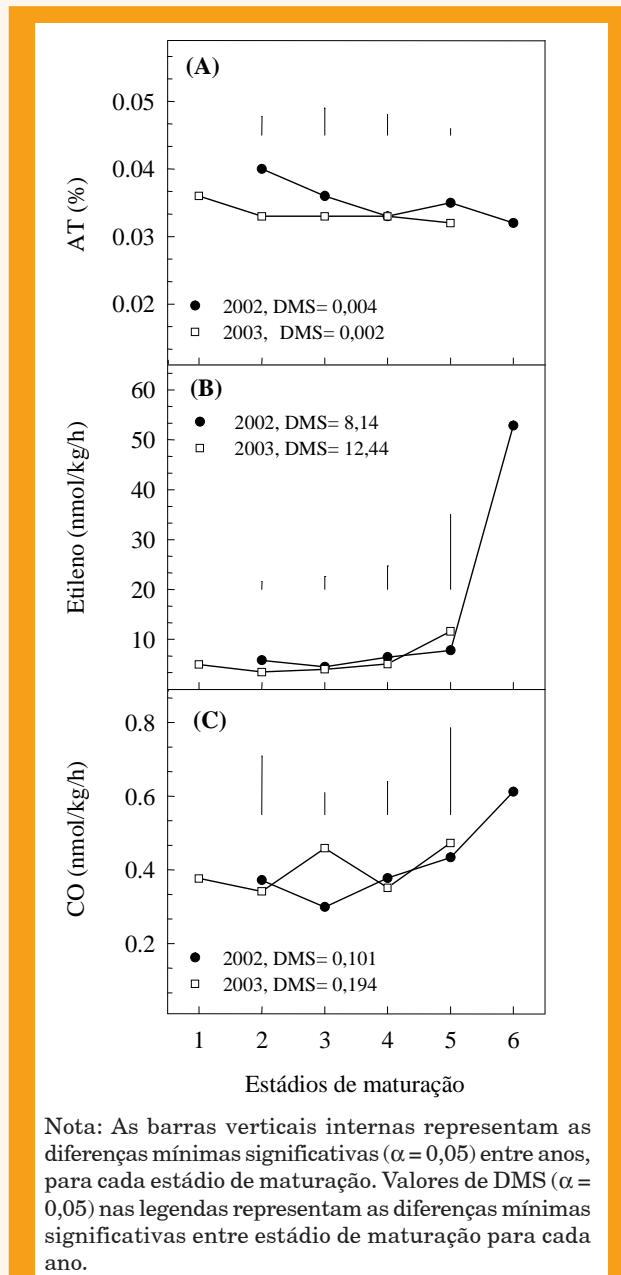 (A)
0.05
0.04
0.03
0.02
AT (%)
2002, DMS= 0,004
2003, DMS= 0,002
(B)
60
50
40
30
20
10
Etileno (nmol/kg/h)
2002, DMS= 8,14
2003, DMS= 12,44
(C)
0.8
0.6
0.4
0.2
CO (nmol/kg/h)
2002, DMS= 0,101
2003, DMS= 0,194
1 2 3 4 5 6
Estádios de maturação
Nota: As barras verticais internas representam as
diferenças mínimas significativas (α = 0,05) entre anos,
para cada estádio de maturação. Valores de DMS (α =
0,05) nas legendas representam as diferenças mínimas
significativas entre estádio de maturação para cada
ano.